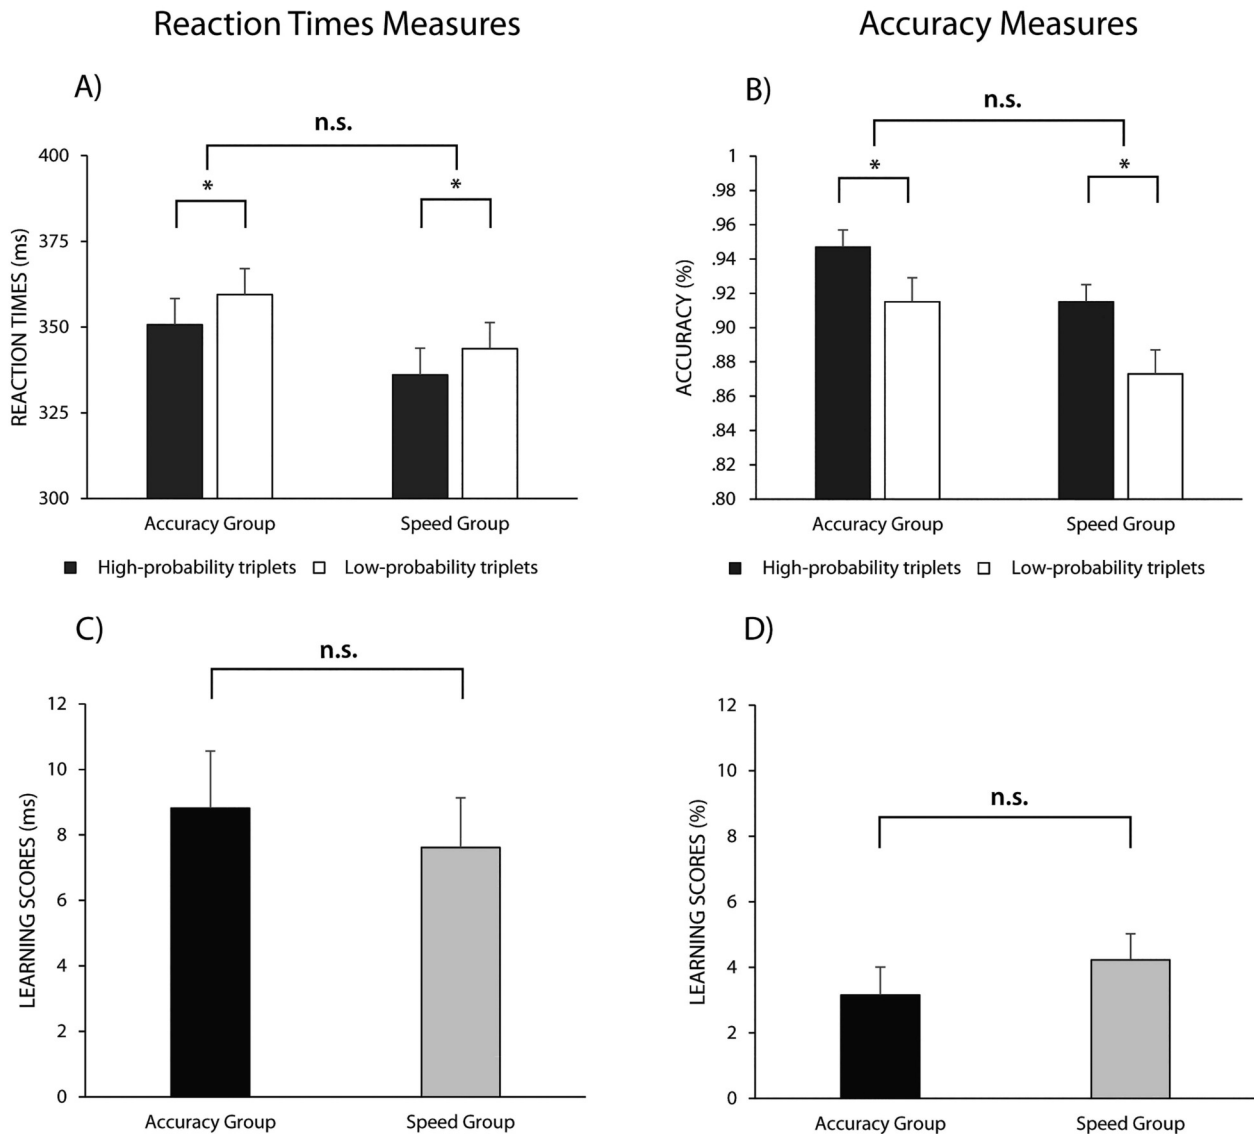 Reaction Times Measures
Accuracy Measures
A)
n.s.
*
*
400
375
350
325
300
REACTION TIMES (ms)
Accuracy Group
Speed Group
High-probability triplets
Low-probability triplets
B)
n.s.
*
*
1
.98
.96
.94
.92
.90
.88
.86
.84
.82
.80
ACCURACY (%)
Accuracy Group
Speed Group
High-probability triplets
Low-probability triplets
C)
n.s.
12
10
8
6
4
2
0
LEARNING SCORES (ms)
Accuracy Group
Speed Group
D)
n.s.
12
10
8
6
4
2
0
LEARNING SCORES (%)
Accuracy Group
Speed Group